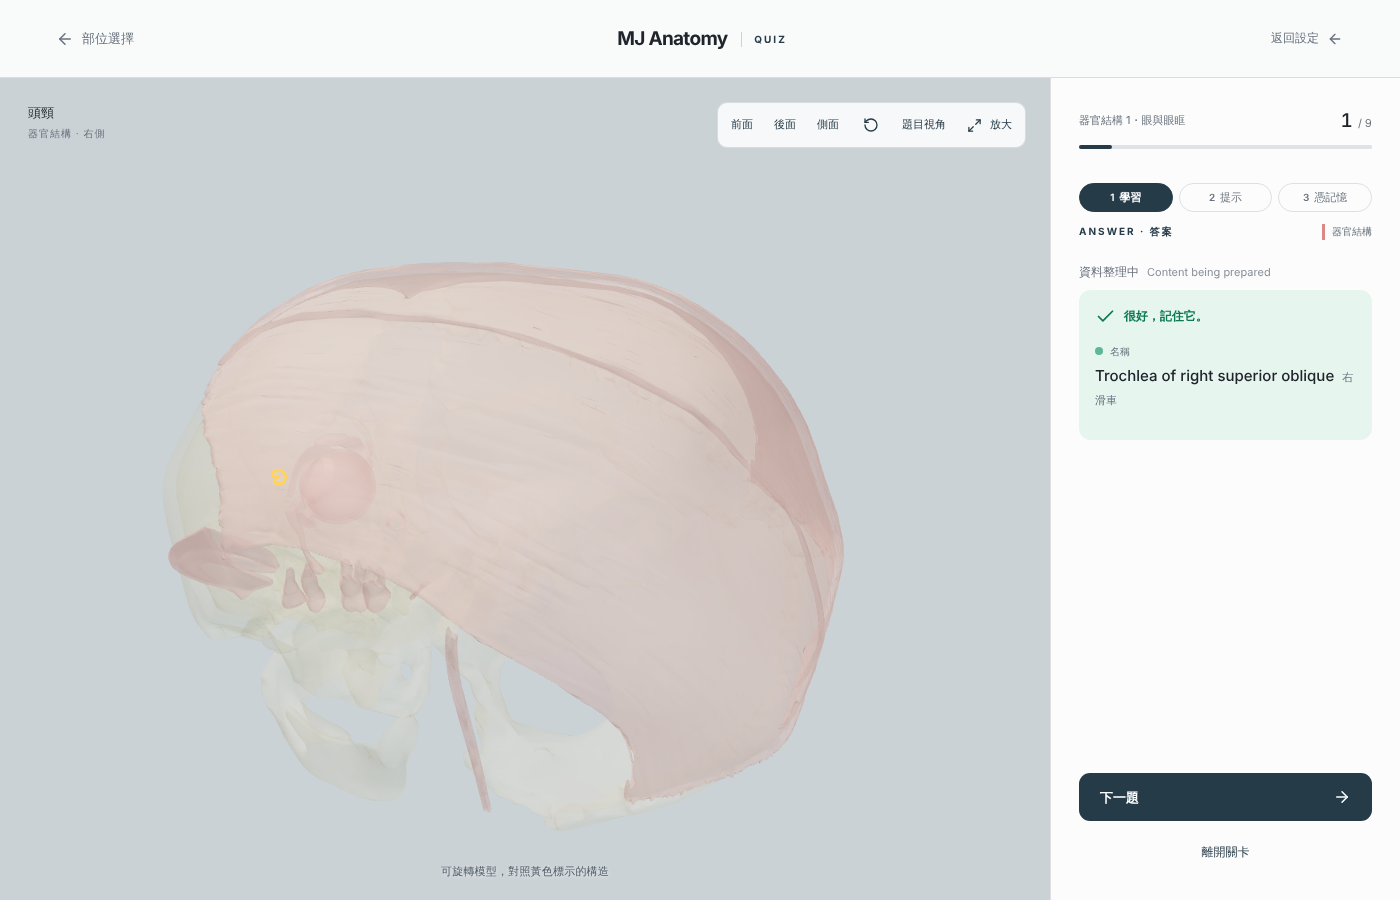 部位選擇
MJ Anatomy
QUIZ
返回設定
頭頸
器官結構 · 右側
前面
後面
側面
題目視角
放大
器官結構 1・眼與眼眶
1 / 9
1 學習
2 提示
3 憑記憶
ANSWER · 答案
器官結構
資料整理中 Content being prepared
很好，記住它。
名稱
Trochlea of right superior oblique 右
滑車
下一題
離開關卡
可旋轉模型，對照黃色標示的構造